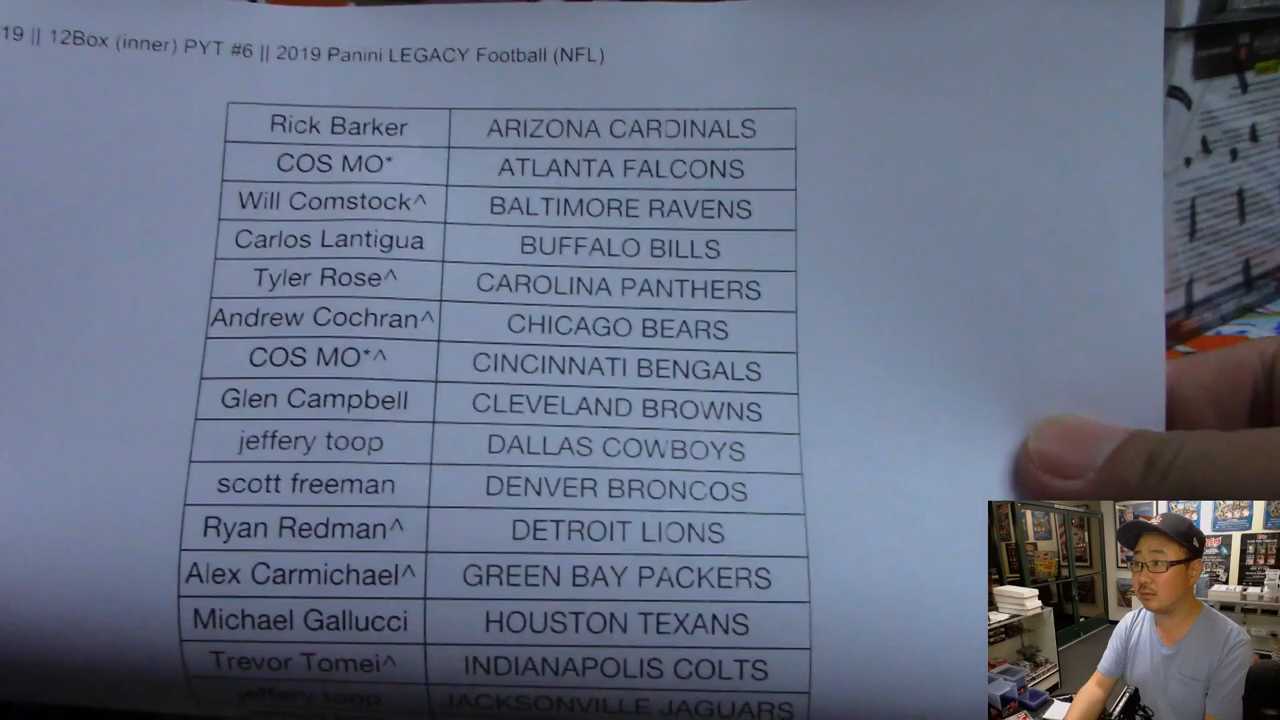 19 || 12Box (inner) PYT #6 || 2019 Panini LEGACY Football (NFL)
Rick Barker ARIZONA CARDINALS
COS MO* ATLANTA FALCONS
Will Comstock^ BALTIMORE RAVENS
Carlos Lantigua BUFFALO BILLS
Tyler Rose^ CAROLINA PANTHERS
Andrew Cochran^ CHICAGO BEARS
COS MO*^ CINCINNATI BENGALS
Glen Campbell CLEVELAND BROWNS
jeffery toop DALLAS COWBOYS
scott freeman DENVER BRONCOS
Ryan Redman^ DETROIT LIONS
Alex Carmichael^ GREEN BAY PACKERS
Michael Gallucci HOUSTON TEXANS
Trevor Tomei^ INDIANAPOLIS COLTS
jeffery toop JACKSONVILLE JAGUARS